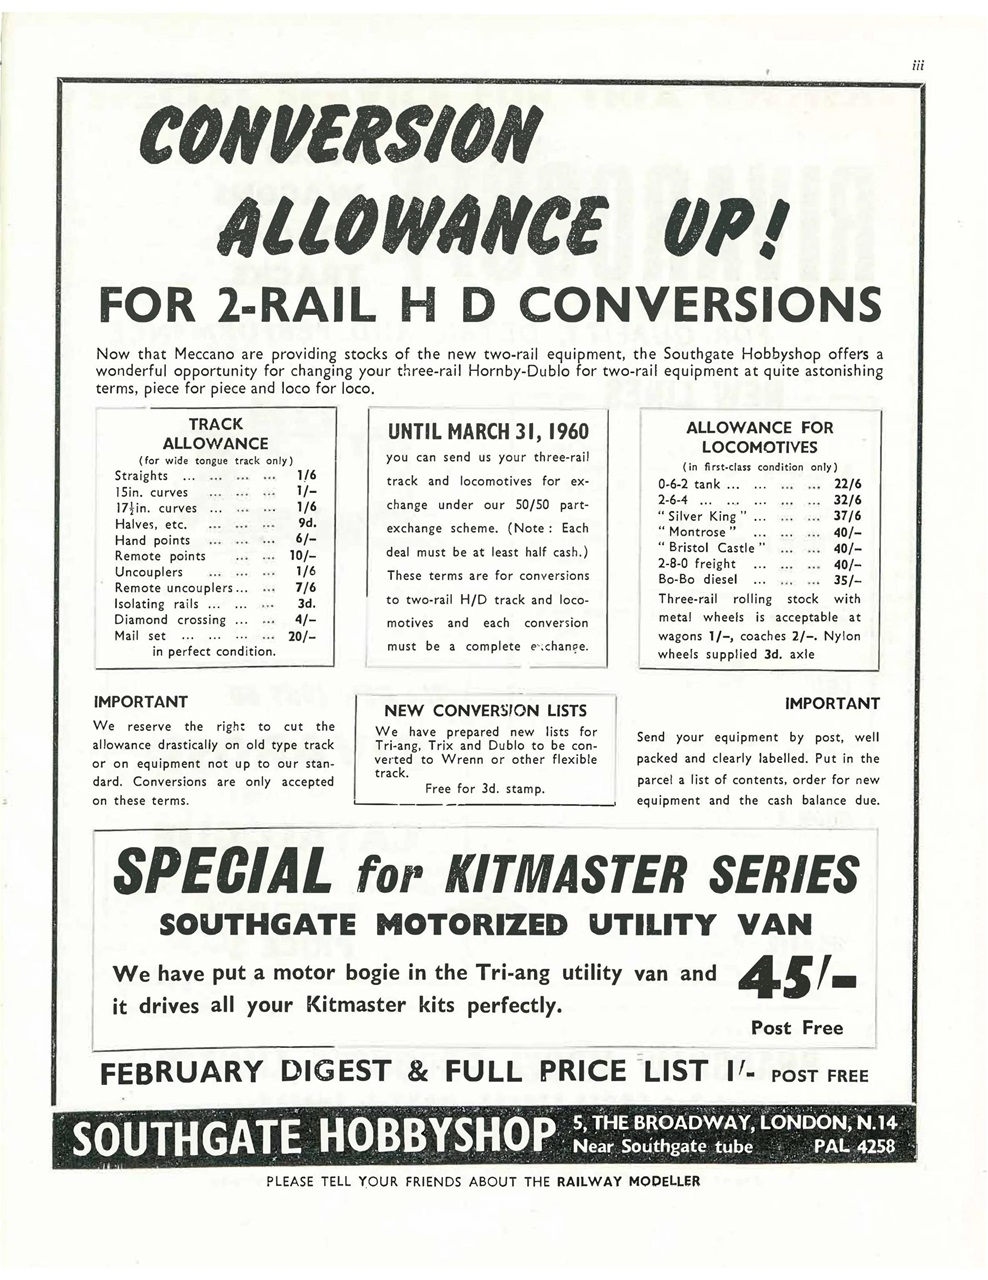 iii
CONVERSION
ALLOWANCE UP!
FOR 2-RAIL H D CONVERSIONS
Now that Meccano are providing stocks of the new two-rail equipment, the Southgate Hobbyshop offers a
wonderful opportunity for changing your three-rail Hornby-Dublo for two-rail equipment at quite astonishing
terms, piece for piece and loco for loco.
TRACK
ALLOWANCE
(for wide tongue track only)
Straights ... ... ... ... 1/6
15in. curves ... ... ... 1/-
17½in. curves ... ... ... 1/6
Halves, etc. ... ... ... 9d.
Hand points ... ... ... 6/-
Remote points ... ... 10/-
Uncouplers ... ... ... 1/6
Remote uncouplers... ... 7/6
Isolating rails ... ... ... 3d.
Diamond crossing ... ... 4/-
Mail set ... ... ... ... 20/-
in perfect condition.
UNTIL MARCH 31, 1960
you can send us your three-rail
track and locomotives for ex-
change under our 50/50 part-
exchange scheme. (Note : Each
deal must be at least half cash.)
These terms are for conversions
to two-rail H/D track and loco-
motives and each conversion
must be a complete exchange.
ALLOWANCE FOR
LOCOMOTIVES
(in first-class condition only)
0-6-2 tank ... ... ... ... 22/6
2-6-4 ... ... ... ... ... 32/6
" Silver King " ... ... ... 37/6
" Montrose " ... ... ... 40/-
" Bristol Castle " ... ... 40/-
2-8-0 freight ... ... ... 40/-
Bo-Bo diesel ... ... ... 35/-
Three-rail rolling stock with
metal wheels is acceptable at
wagons 1/-, coaches 2/-. Nylon
wheels supplied 3d. axle
IMPORTANT
We reserve the right to cut the
allowance drastically on old type track
or on equipment not up to our stan-
dard. Conversions are only accepted
on these terms.
NEW CONVERSION LISTS
We have prepared new lists for
Tri-ang, Trix and Dublo to be con-
verted to Wrenn or other flexible
track.
Free for 3d. stamp.
IMPORTANT
Send your equipment by post, well
packed and clearly labelled. Put in the
parcel a list of contents, order for new
equipment and the cash balance due.
SPECIAL for KITMASTER SERIES
SOUTHGATE MOTORIZED UTILITY VAN
We have put a motor bogie in the Tri-ang utility van and
it drives all your Kitmaster kits perfectly.
45/-
Post Free
FEBRUARY DIGEST & FULL PRICE LIST 1/- POST FREE
SOUTHGATE HOBBYSHOP
5, THE BROADWAY, LONDON, N.14
Near Southgate tube PAL 4258
PLEASE TELL YOUR FRIENDS ABOUT THE RAILWAY MODELLER